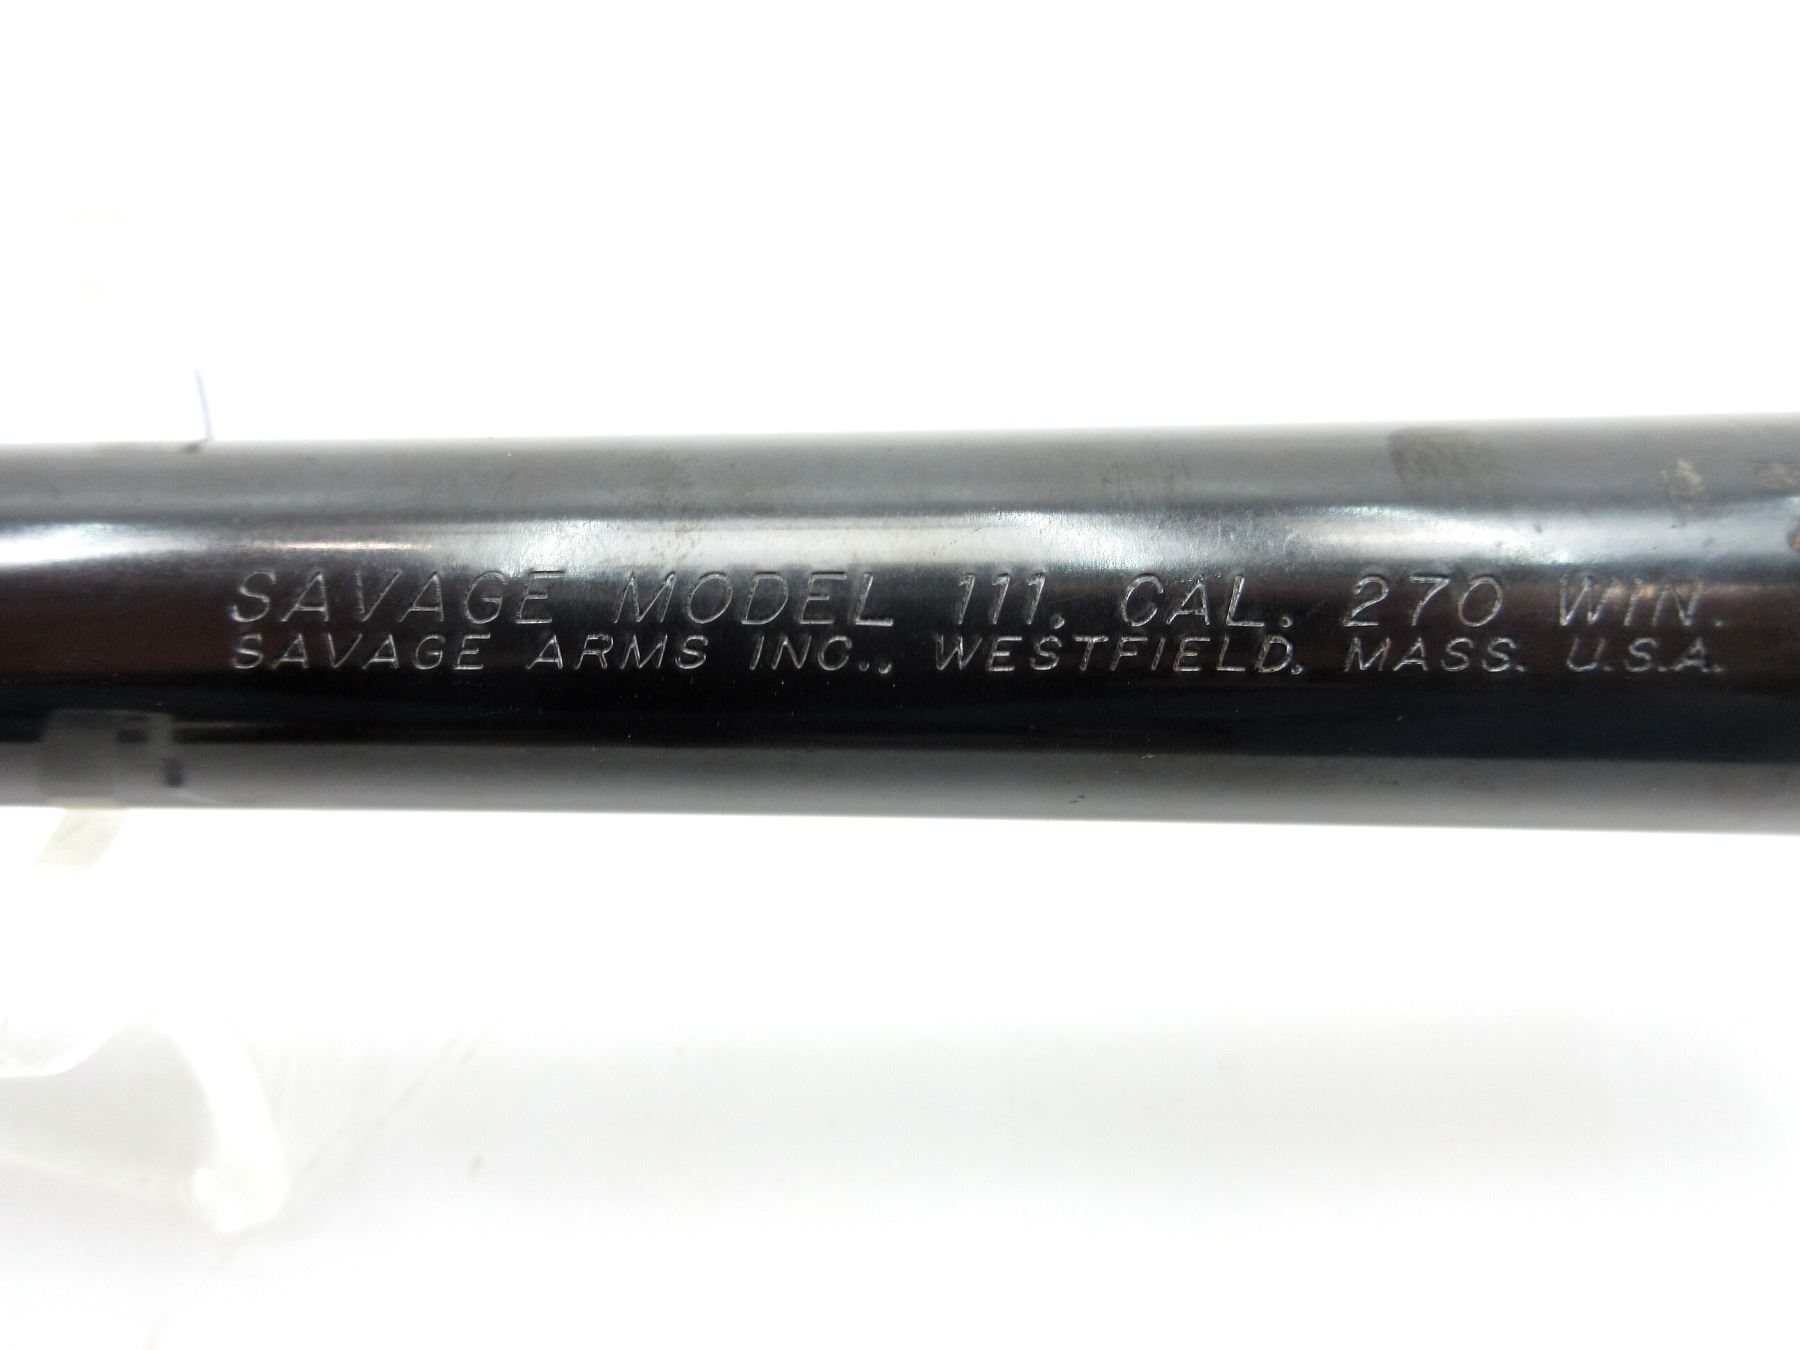 SAVAGE MODEL 111. CAL. 270 WIN.
SAVAGE ARMS INC., WESTFIELD, MASS. U.S.A.